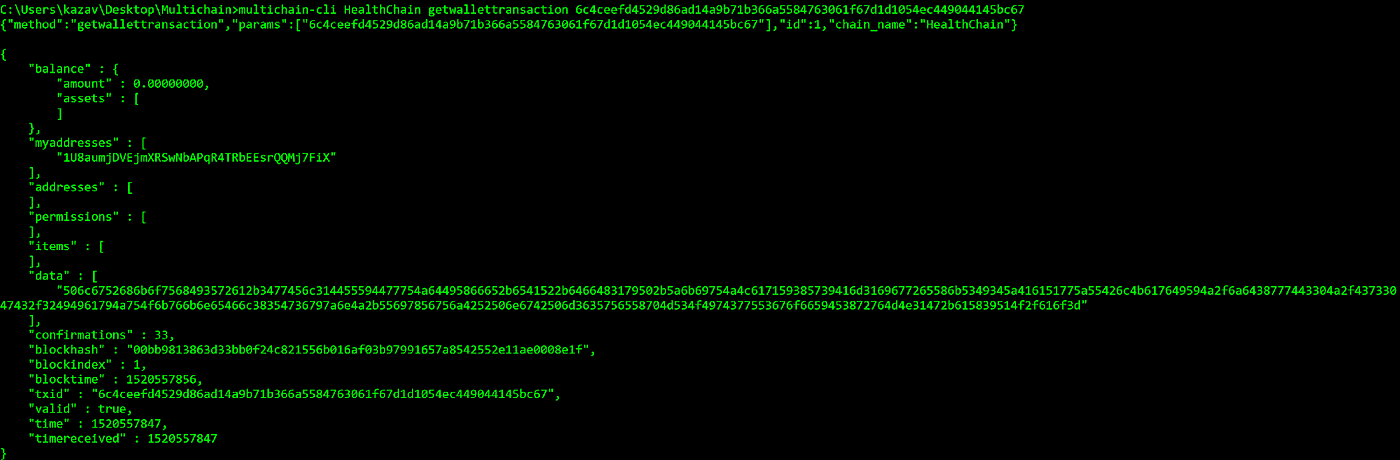 C:\Users\kazav\Desktop\Multichain>multichain-cli HealthChain getwallettransaction 6c4ceefd4529d86ad14a9b71b366a5584763061f67d1d1054ec449044145bc67
{"method":"getwallettransaction","params":["6c4ceefd4529d86ad14a9b71b366a5584763061f67d1d1054ec449044145bc67"],"id":1,"chain_name":"HealthChain"}
{
"balance" : {
"amount" : 0.00000000,
"assets" : [
]
},
"myaddresses" : [
"1U8aumjDVEjmXRSwNbAPqR4TRbEEsrQQMj7FiX"
],
"addresses" : [
],
"permissions" : [
],
"items" : [
],
"data" : [
"506c6752686b6f7568493572612b3477456c314455594477754a64495866652b6541522b6466483179502b5a6b69754a4c617159385739416d3169677265586b5349345a416151775a55426c4b617649594a2f6a6438777443304a2f437330
47432f32494961794a754f6b766b6e65466c38354736797a6e4a2b55697856756a4252506e6742506d3635756558704d534f4974377553676f6659453872764d4e31472b615839514f2f616f3d"
],
"confirmations" : 33,
"blockhash" : "00bb9813863d33bb0f24c821556b016af03b97991657a8542552e11ae0008e1f",
"blockindex" : 1,
"blocktime" : 1520557856,
"txid" : "6c4ceefd4529d86ad14a9b71b366a5584763061f67d1d1054ec449044145bc67",
"valid" : true,
"time" : 1520557847,
"timereceived" : 1520557847
}